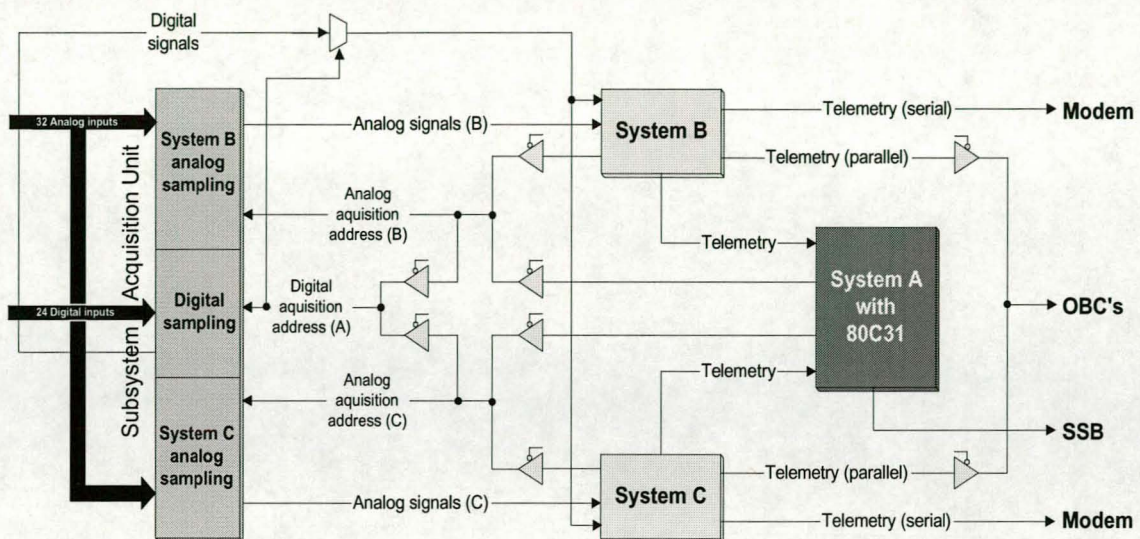 Digital
signals
32 Analog inputs
24 Digital inputs
Subsystem Acquisition Unit
System B
analog
sampling
Digital
sampling
System C
analog
sampling
Analog signals (B)
Analog
aquisition
address (B)
Digital
aquisition
address (A)
Analog
aquisition
address (C)
Analog signals (C)
System B
Telemetry (serial)
Modem
Telemetry (parallel)
Telemetry
System A
with
80C31
OBC's
Telemetry
SSB
System C
Telemetry (parallel)
Telemetry (serial)
Modem